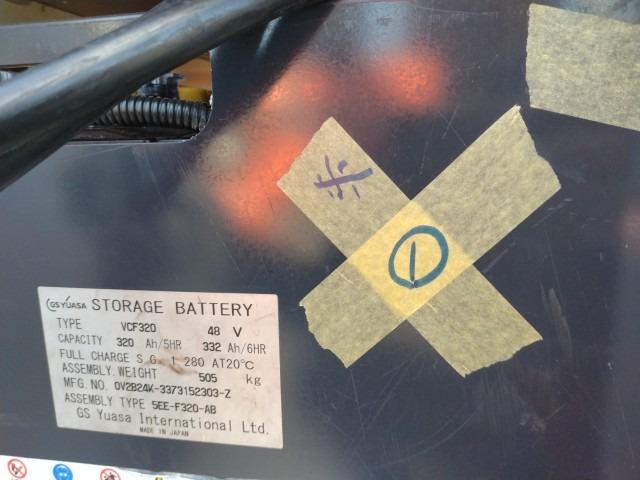 GS YUASA STORAGE BATTERY
TYPE VCF320 48 V
CAPACITY 320 Ah/5HR 332 Ah/6HR
FULL CHARGE S.G. 1.280 AT20℃
ASSEMBLY.WEIGHT 505 kg
MFG.NO. 0V2B24K-3373152303-Z
ASSEMBLY TYPE 5EE-F320-AB
GS Yuasa International Ltd.
MADE IN JAPAN
①